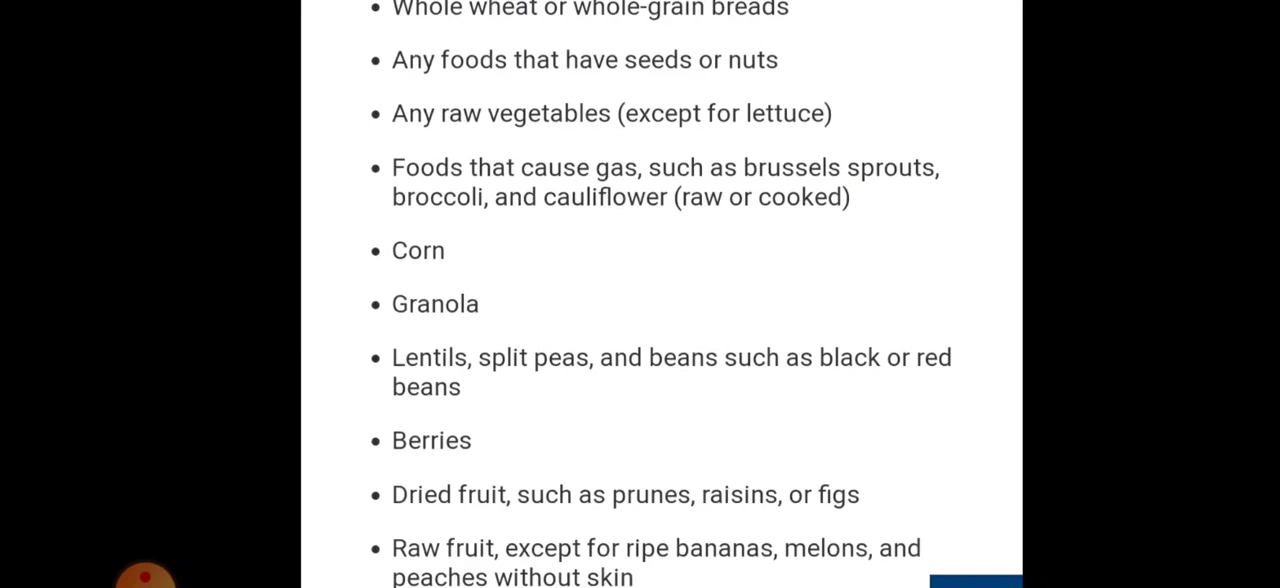 • Whole wheat or whole-grain breads
• Any foods that have seeds or nuts
• Any raw vegetables (except for lettuce)
• Foods that cause gas, such as brussels sprouts,
broccoli, and cauliflower (raw or cooked)
• Corn
• Granola
• Lentils, split peas, and beans such as black or red
beans
• Berries
• Dried fruit, such as prunes, raisins, or figs
• Raw fruit, except for ripe bananas, melons, and
peaches without skin